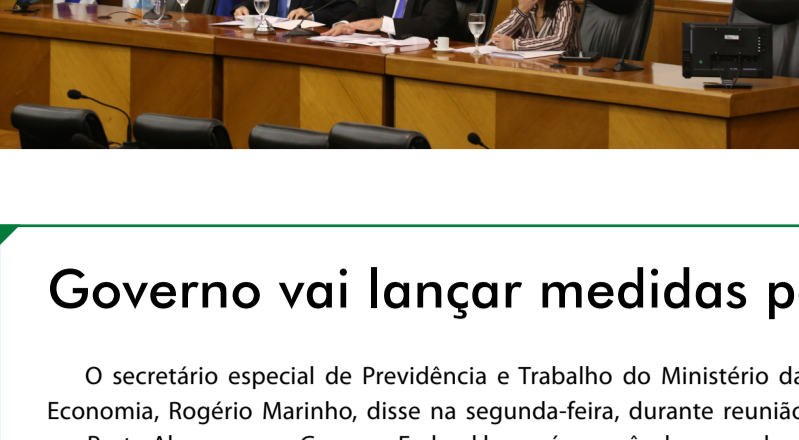 Governo vai lançar medidas
O secretário especial de Previdência e Trabalho do Ministério da
Economia, Rogério Marinho, disse na segunda-feira, durante reunião